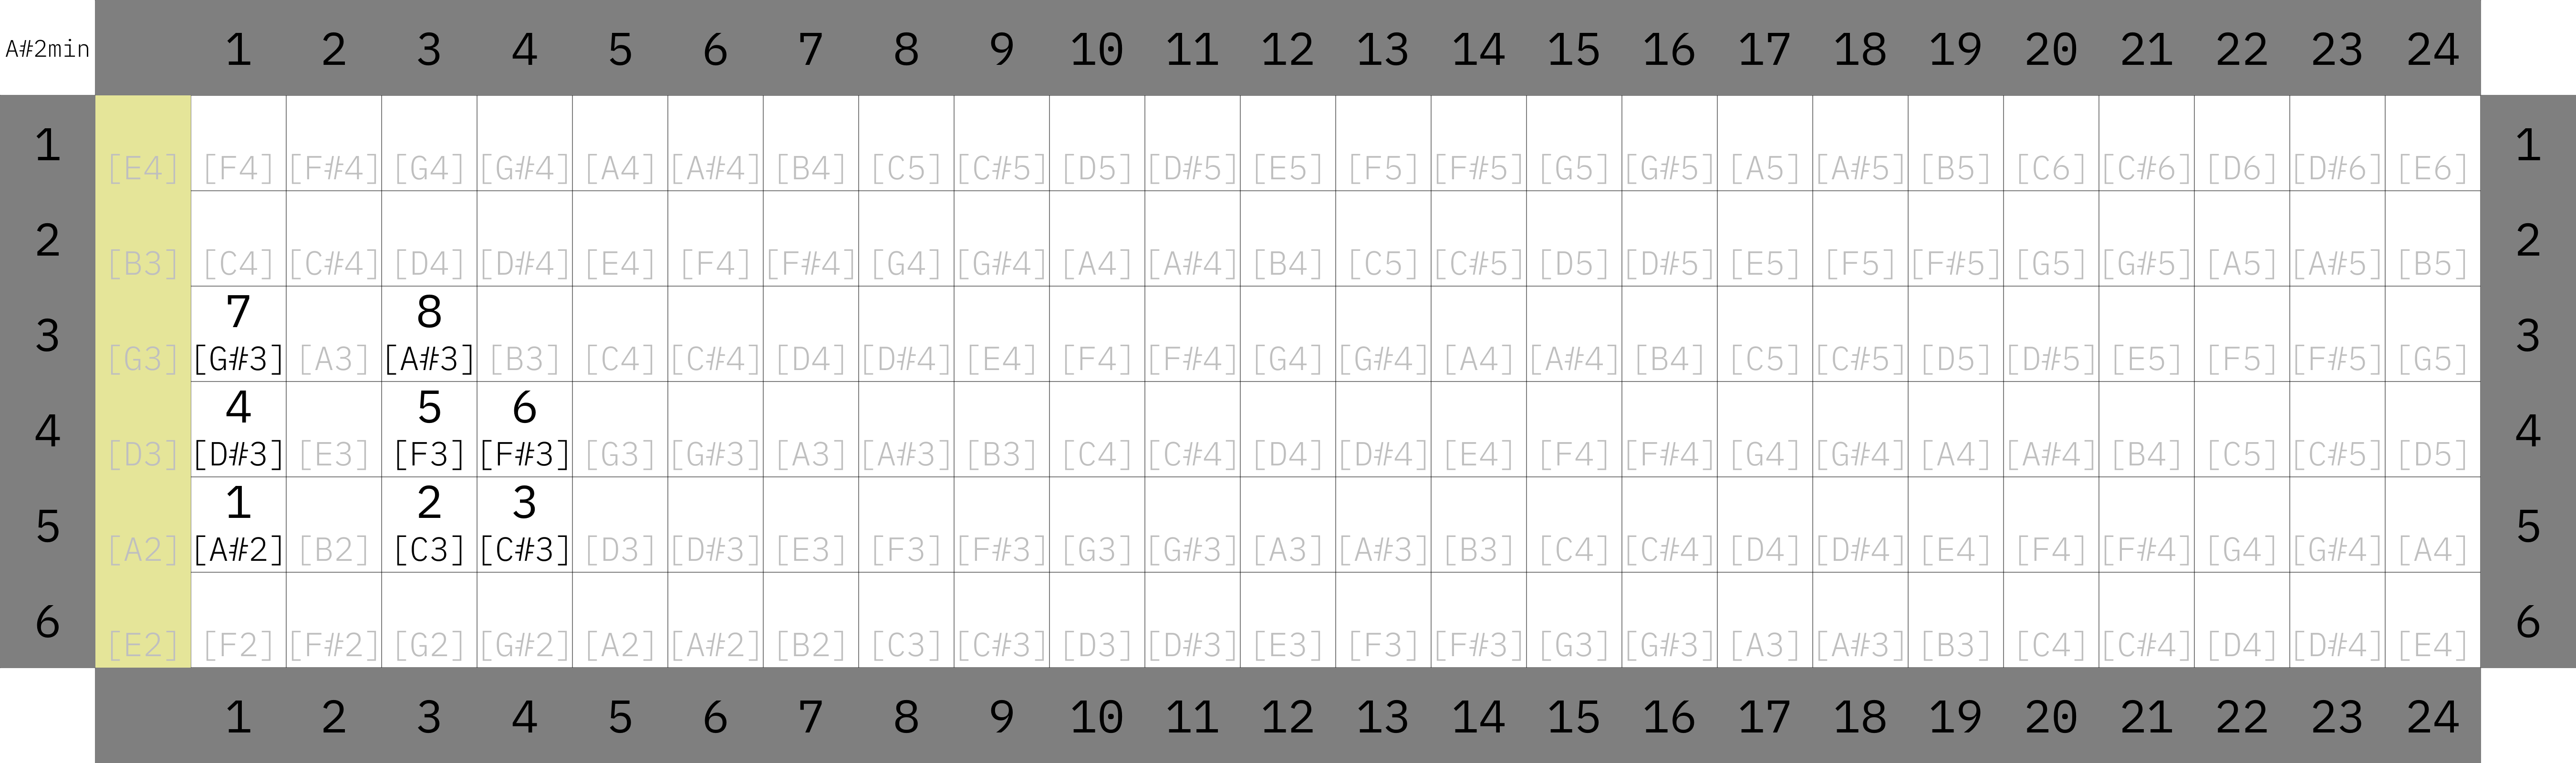 A#2min 1 2 3 4 5 6 7 8 9 10 11 12 13 14 15 16 17 18 19 20 21 22 23 24
1 [E4] [F4] [F#4] [G4] [G#4] [A4] [A#4] [B4] [C5] [C#5] [D5] [D#5] [E5] [F5] [F#5] [G5] [G#5] [A5] [A#5] [B5] [C6] [C#6] [D6] [D#6] [E6] 1
2 [B3] [C4] [C#4] [D4] [D#4] [E4] [F4] [F#4] [G4] [G#4] [A4] [A#4] [B4] [C5] [C#5] [D5] [D#5] [E5] [F5] [F#5] [G5] [G#5] [A5] [A#5] [B5] 2
7 8
3 [G3] [G#3] [A3] [A#3] [B3] [C4] [C#4] [D4] [D#4] [E4] [F4] [F#4] [G4] [G#4] [A4] [A#4] [B4] [C5] [C#5] [D5] [D#5] [E5] [F5] [F#5] [G5] 3
4 5 6
4 [D3] [D#3] [E3] [F3] [F#3] [G3] [G#3] [A3] [A#3] [B3] [C4] [C#4] [D4] [D#4] [E4] [F4] [F#4] [G4] [G#4] [A4] [A#4] [B4] [C5] [C#5] [D5] 4
1 2 3
5 [A2] [A#2] [B2] [C3] [C#3] [D3] [D#3] [E3] [F3] [F#3] [G3] [G#3] [A3] [A#3] [B3] [C4] [C#4] [D4] [D#4] [E4] [F4] [F#4] [G4] [G#4] [A4] 5
6 [E2] [F2] [F#2] [G2] [G#2] [A2] [A#2] [B2] [C3] [C#3] [D3] [D#3] [E3] [F3] [F#3] [G3] [G#3] [A3] [A#3] [B3] [C4] [C#4] [D4] [D#4] [E4] 6
1 2 3 4 5 6 7 8 9 10 11 12 13 14 15 16 17 18 19 20 21 22 23 24